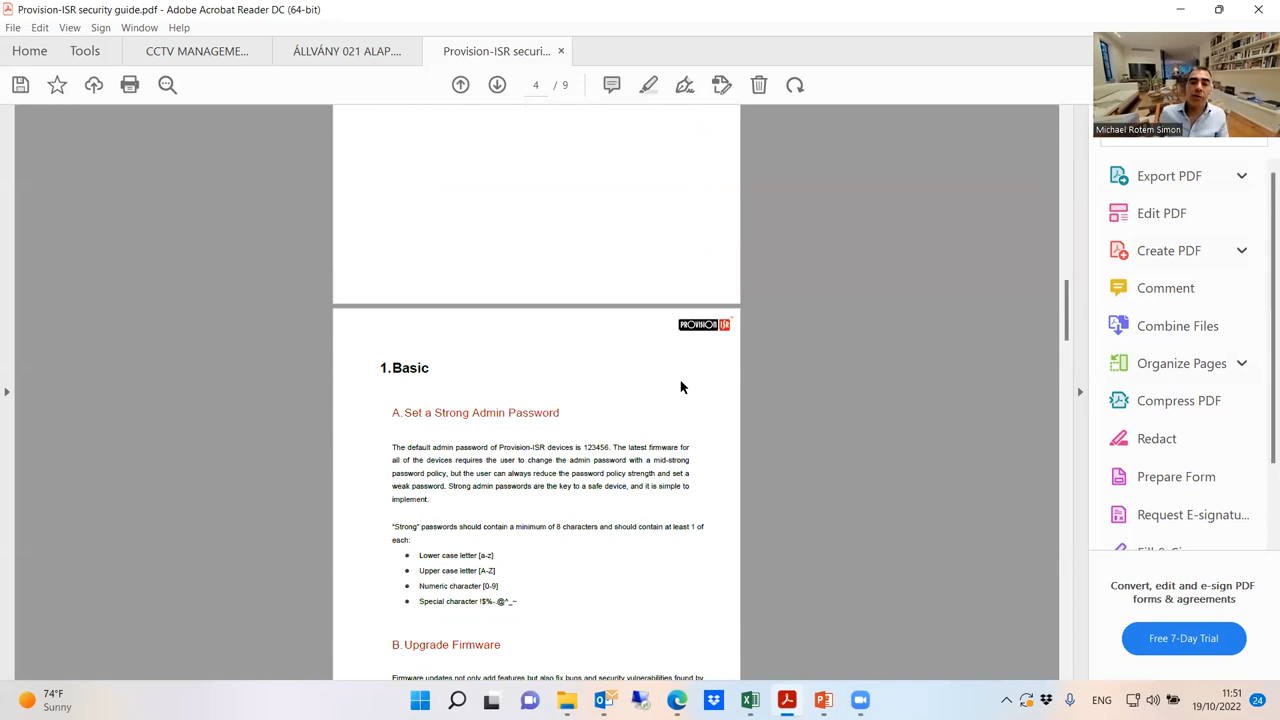 Provision-ISR security guide.pdf - Adobe Acrobat Reader DC (64-bit)
File Edit View Sign Window Help
Home Tools CCTV MANAGEME... ÁLLVÁNY 021 ALAP.... Provision-ISR securi... ×
4 / 9
Michael Rotem Simon
Export PDF
Edit PDF
Create PDF
Comment
Combine Files
Organize Pages
Compress PDF
Redact
Prepare Form
Request E-signatu...
Convert, edit and e-sign PDF
forms & agreements
Free 7-Day Trial
PROVISION ISR
1.Basic
A. Set a Strong Admin Password
The default admin password of Provision-ISR devices is 123456. The latest firmware for
all of the devices requires the user to change the admin password with a mid-strong
password policy, but the user can always reduce the password policy strength and set a
weak password. Strong admin passwords are the key to a safe device, and it is simple to
implement.
"Strong" passwords should contain a minimum of 8 characters and should contain at least 1 of
each:
● Lower case letter [a-z]
● Upper case letter [A-Z]
● Numeric character [0-9]
● Special character !$%-.@^_~
B. Upgrade Firmware
Firmware updates not only add features but also fix bugs and security vulnerabilities found by
74°F
Sunny
ENG
11:51
19/10/2022
24